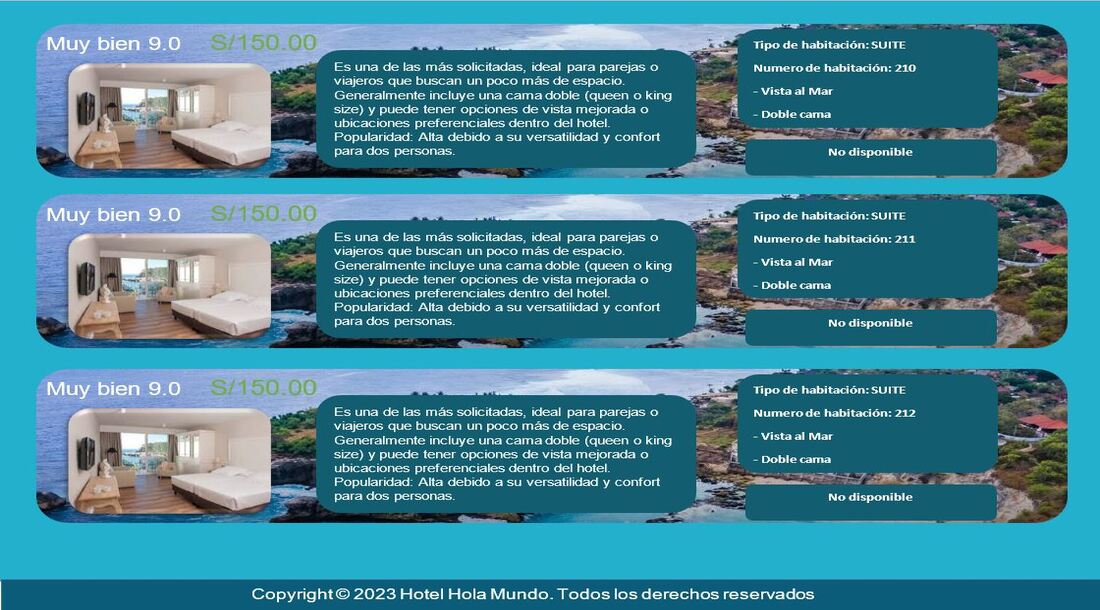 Muy bien 9.0
S/150.00
Es una de las más solicitadas, ideal para parejas o
viajeros que buscan un poco más de espacio.
Generalmente incluye una cama doble (queen o king
size) y puede tener opciones de vista mejorada o
ubicaciones preferenciales dentro del hotel.
Popularidad: Alta debido a su versatilidad y confort
para dos personas.
Tipo de habitación: SUITE
Numero de habitación: 210
- Vista al Mar
- Doble cama
No disponible
Muy bien 9.0
S/150.00
Es una de las más solicitadas, ideal para parejas o
viajeros que buscan un poco más de espacio.
Generalmente incluye una cama doble (queen o king
size) y puede tener opciones de vista mejorada o
ubicaciones preferenciales dentro del hotel.
Popularidad: Alta debido a su versatilidad y confort
para dos personas.
Tipo de habitación: SUITE
Numero de habitación: 211
- Vista al Mar
- Doble cama
No disponible
Muy bien 9.0
S/150.00
Es una de las más solicitadas, ideal para parejas o
viajeros que buscan un poco más de espacio.
Generalmente incluye una cama doble (queen o king
size) y puede tener opciones de vista mejorada o
ubicaciones preferenciales dentro del hotel.
Popularidad: Alta debido a su versatilidad y confort
para dos personas.
Tipo de habitación: SUITE
Numero de habitación: 212
- Vista al Mar
- Doble cama
No disponible
Copyright © 2023 Hotel Hola Mundo. Todos los derechos reservados